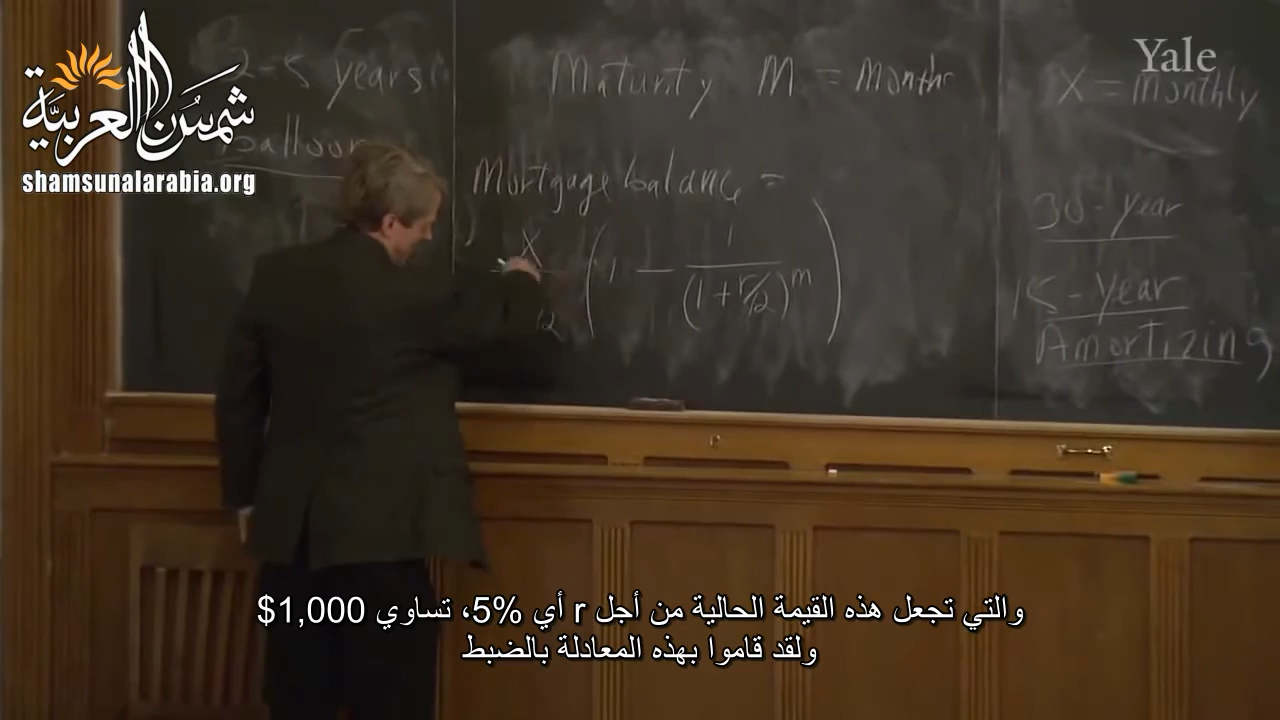 شمسُنا العربيّة
shamsunalarabia.org
Yale
2-5 years
Balloon
Maturity M = Months
Mortgage balance =
X
12
(1 - 1
(1 + r/12)^m )
X = monthly
30-year
15-year
Amortizing
والتي تجعل هذه القيمة الحالية من أجل r أي 5%، تساوي 1,000$
ولقد قاموا بهذه المعادلة بالضبط